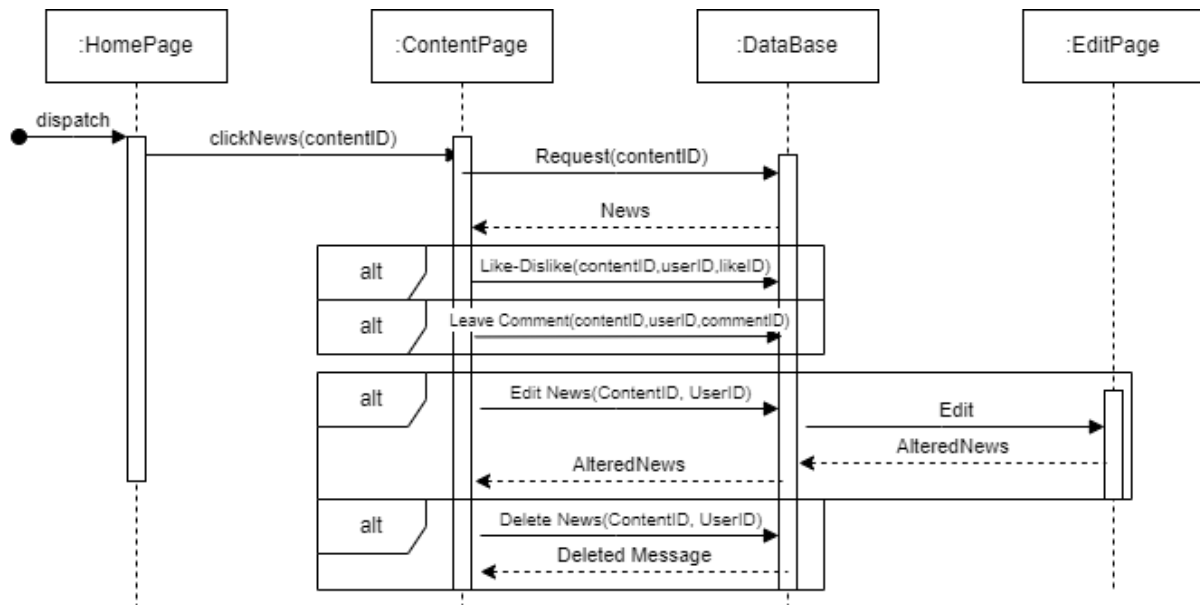 :HomePage
:ContentPage
:DataBase
:EditPage
dispatch
clickNews(contentID)
Request(contentID)
News
alt
Like-Dislike(contentID,userID,likeID)
alt
Leave Comment(contentID,userID,commentID)
alt
Edit News(ContentID, UserID)
Edit
AlteredNews
AlteredNews
alt
Delete News(ContentID, UserID)
Deleted Message